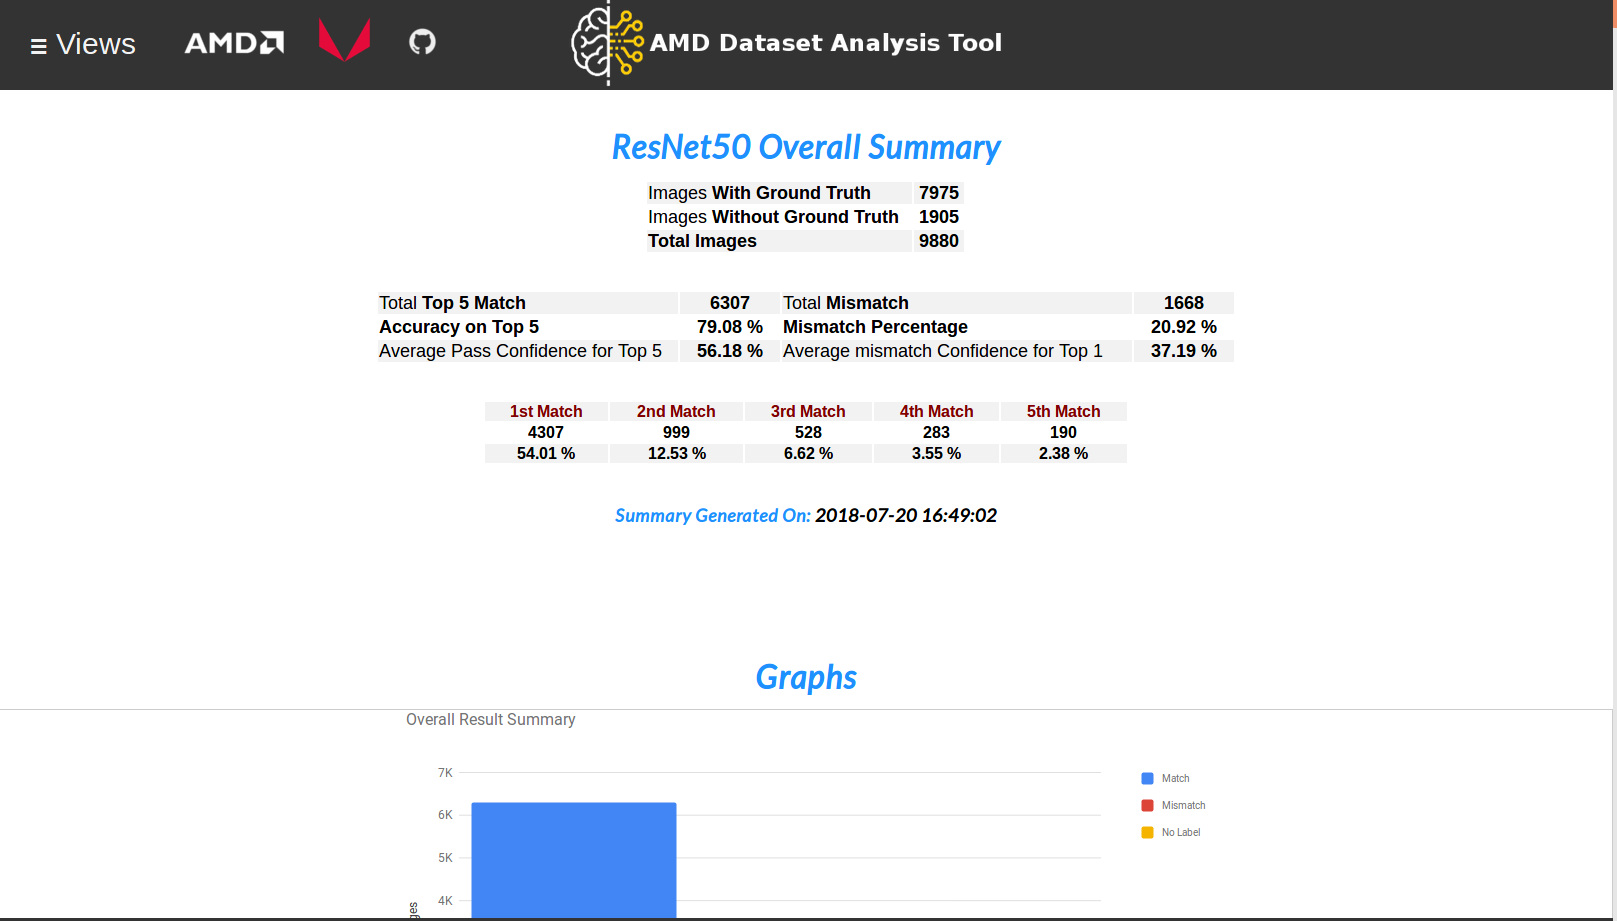 ☰ Views AMD AMD Dataset Analysis Tool
ResNet50 Overall Summary
Images With Ground Truth 7975
Images Without Ground Truth 1905
Total Images 9880
Total Top 5 Match 6307 Total Mismatch 1668
Accuracy on Top 5 79.08 % Mismatch Percentage 20.92 %
Average Pass Confidence for Top 5 56.18 % Average mismatch Confidence for Top 1 37.19 %
1st Match 2nd Match 3rd Match 4th Match 5th Match
4307 999 528 283 190
54.01 % 12.53 % 6.62 % 3.55 % 2.38 %
Summary Generated On: 2018-07-20 16:49:02
Graphs
Overall Result Summary
7K
Match
Mismatch
6K
No Label
5K
4K